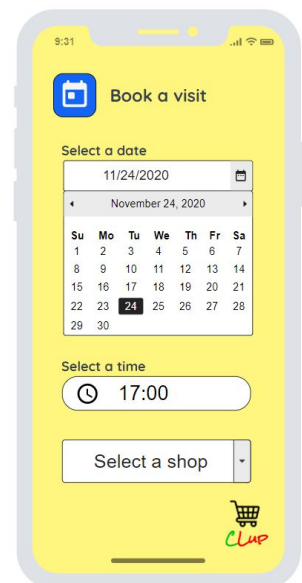 9:31
Book a visit
Select a date
11/24/2020
November 24, 2020
Su Mo Tu We Th Fr Sa
1 2 3 4 5 6 7
8 9 10 11 12 13 14
15 16 17 18 19 20 21
22 23 24 25 26 27 28
29 30
Select a time
17:00
Select a shop
CLup